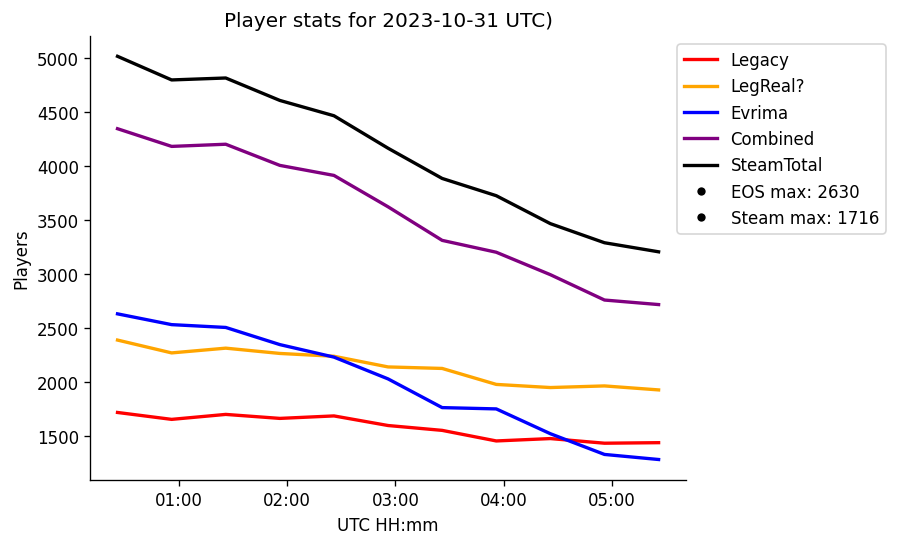 Player stats for 2023-10-31 UTC)
5000
4500
4000
3500
3000
2500
2000
1500
Players
01:00
02:00
03:00
04:00
05:00
UTC HH:mm
Legacy
LegReal?
Evrima
Combined
SteamTotal
EOS max: 2630
Steam max: 1716